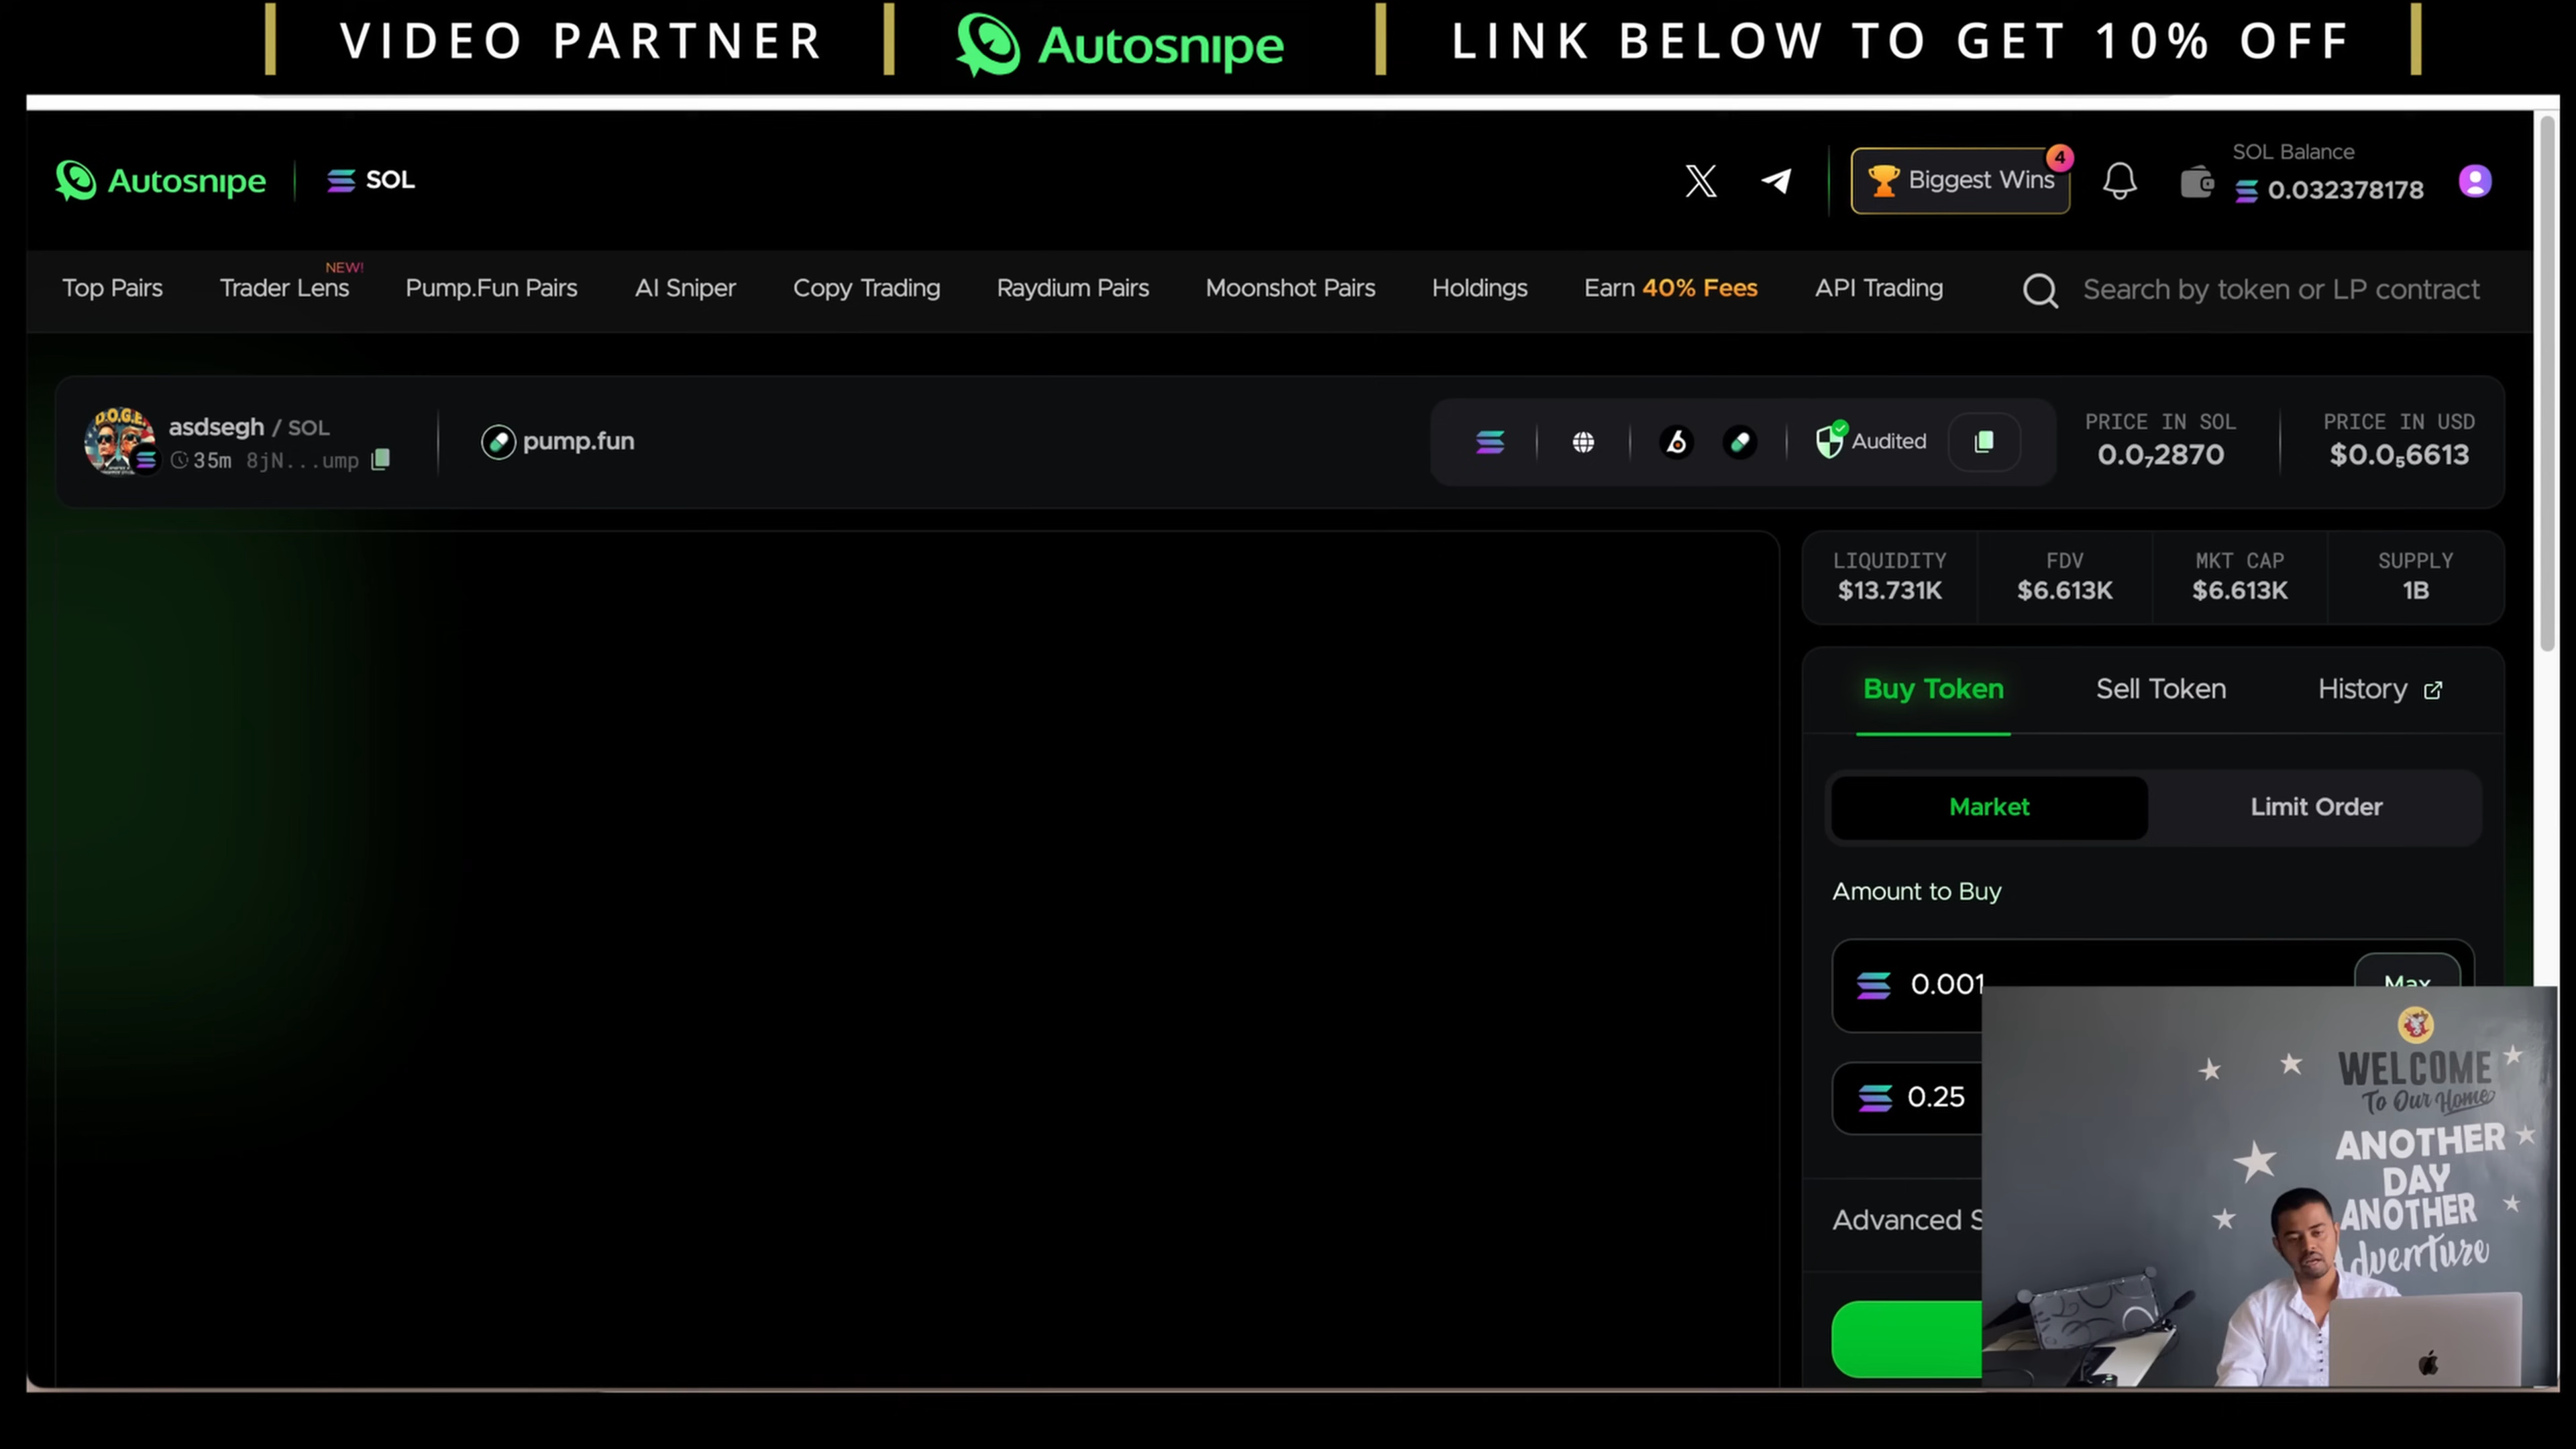 VIDEO PARTNER
Autosnipe
LINK BELOW TO GET 10% OFF
Autosnipe
SOL
Biggest Wins
4
SOL Balance
0.032378178
Top Pairs
Trader Lens
NEW!
Pump.Fun Pairs
AI Sniper
Copy Trading
Raydium Pairs
Moonshot Pairs
Holdings
Earn 40% Fees
API Trading
Search by token or LP contract
D.O.G.E
asdsegh / SOL
35m 8jN...ump
pump.fun
Audited
PRICE IN SOL
0.0₇2870
PRICE IN USD
$0.0₅6613
LIQUIDITY
$13.731K
FDV
$6.613K
MKT CAP
$6.613K
SUPPLY
1B
Buy Token
Sell Token
History
Market
Limit Order
Amount to Buy
0.001
Max
0.25
Advanced S
WELCOME
To Our Home
ANOTHER
DAY
ANOTHER
dventure